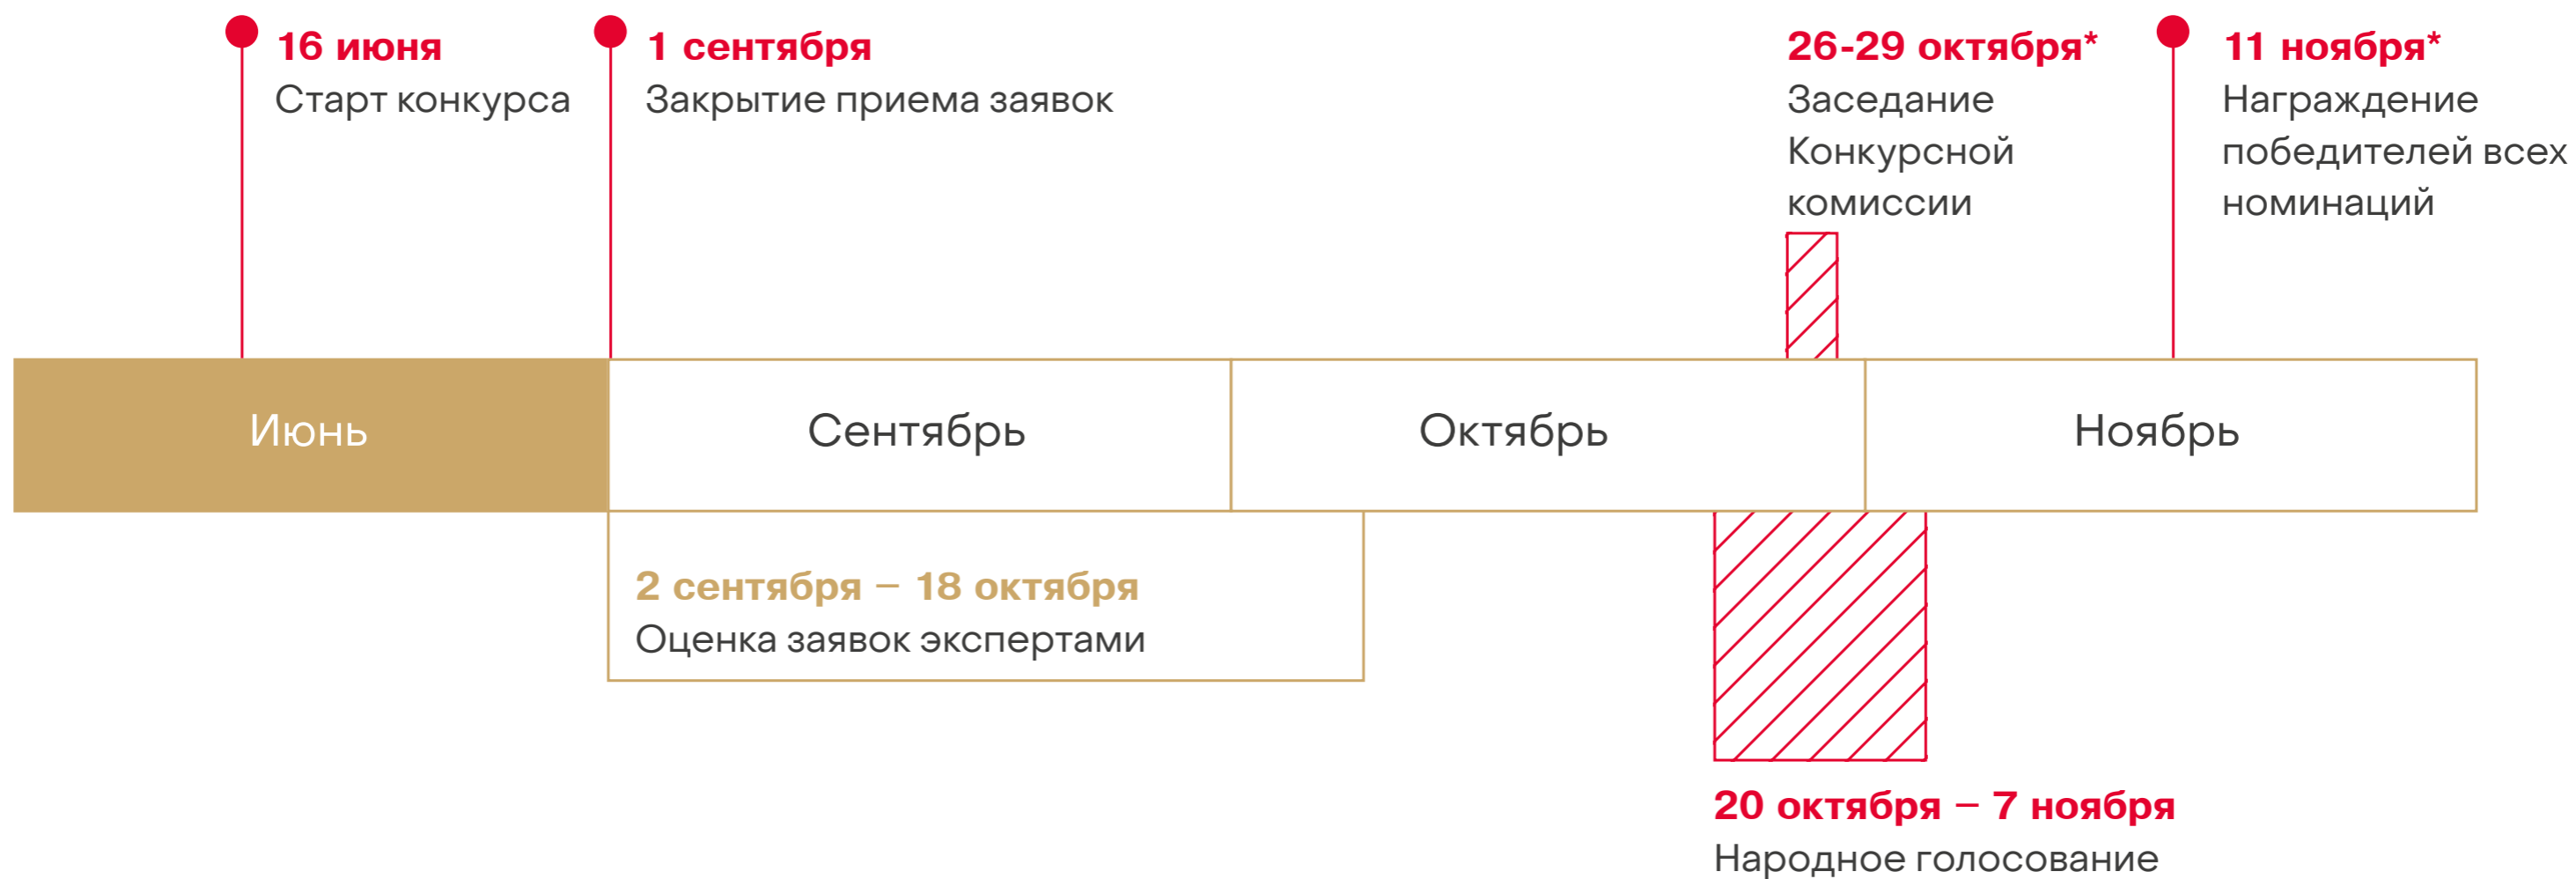 16 июня
Старт конкурса
1 сентября
Закрытие приема заявок
26-29 октября*
Заседание
Конкурсной
комиссии
11 ноября*
Награждение
победителей всех
номинаций
Июнь
Сентябрь
Октябрь
Ноябрь
2 сентября – 18 октября
Оценка заявок экспертами
20 октября – 7 ноября
Народное голосование